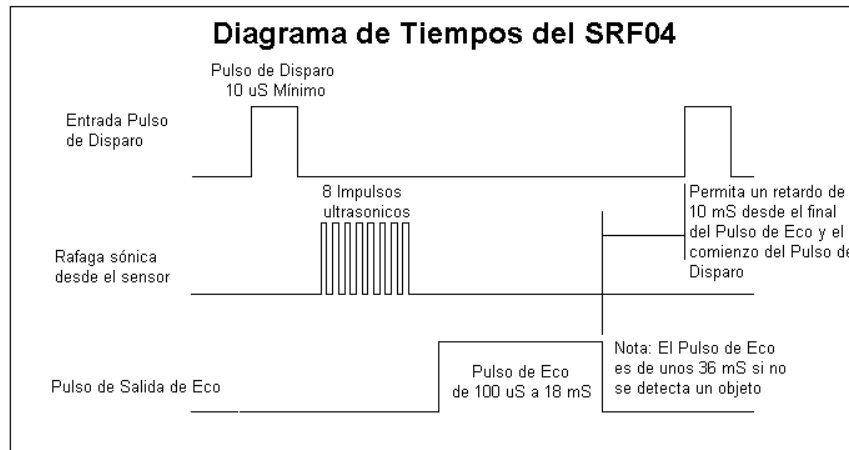 Diagrama de Tiempos del SRF04
Pulso de Disparo
10 uS Mínimo
Entrada Pulso
de Disparo
8 Impulsos
ultrasonicos
Permita un retardo de
10 mS desde el final
del Pulso de Eco y el
comienzo del Pulso de
Disparo
Rafaga sónica
desde el sensor
Pulso de Salida de Eco
Pulso de Eco
de 100 uS a 18 mS
Nota: El Pulso de Eco
es de unos 36 mS si no
se detecta un objeto